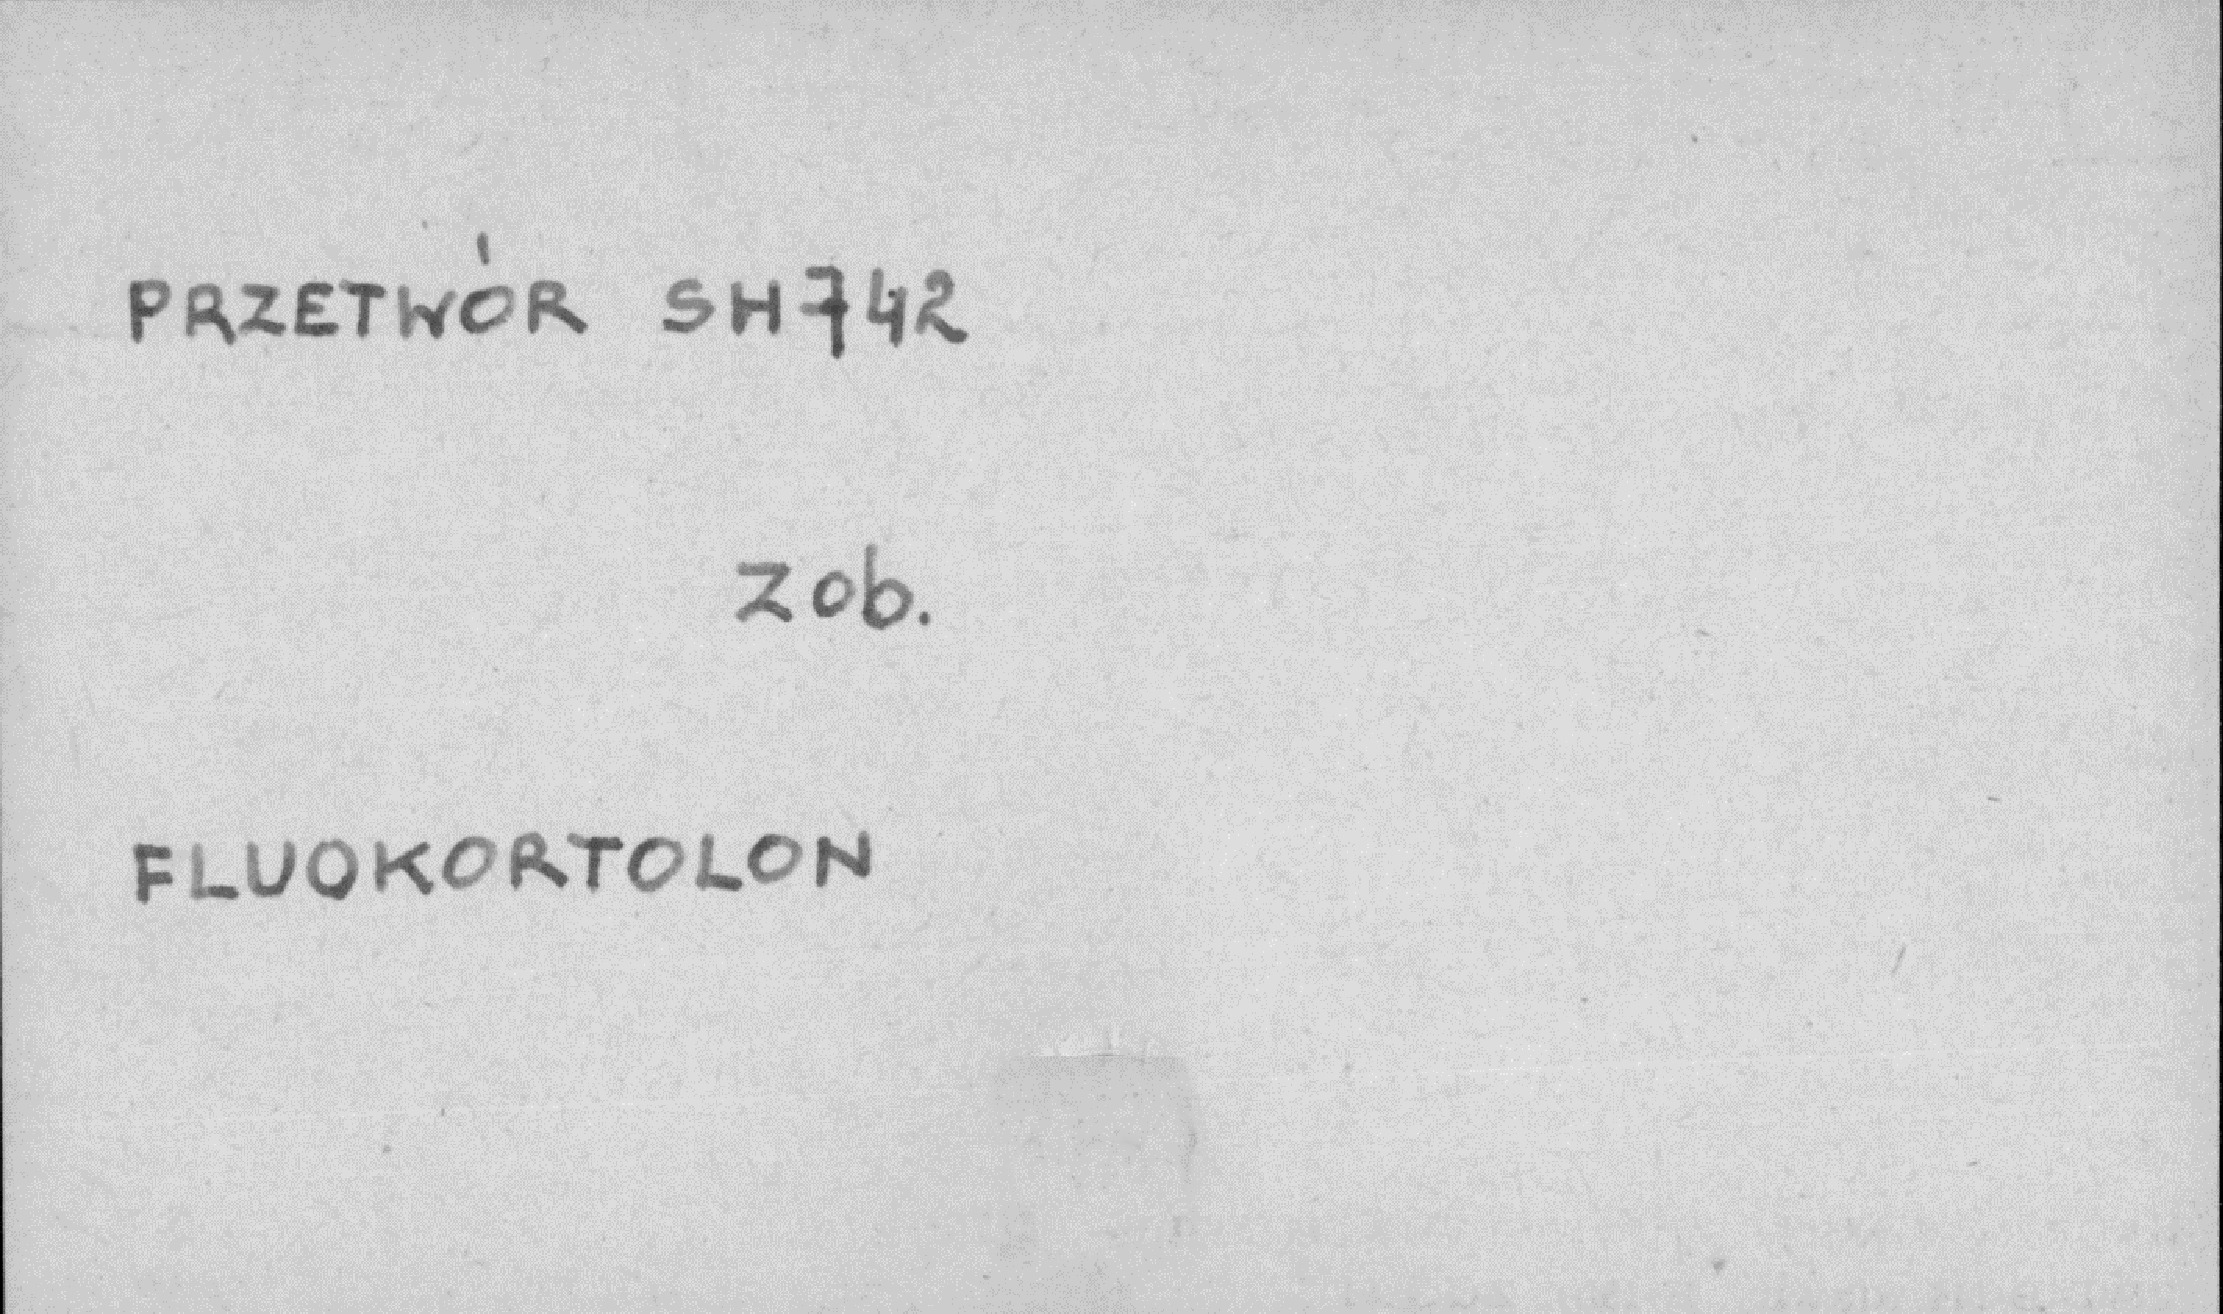 PRZETWÓR SH742
zob.
FLUOKORTOLON